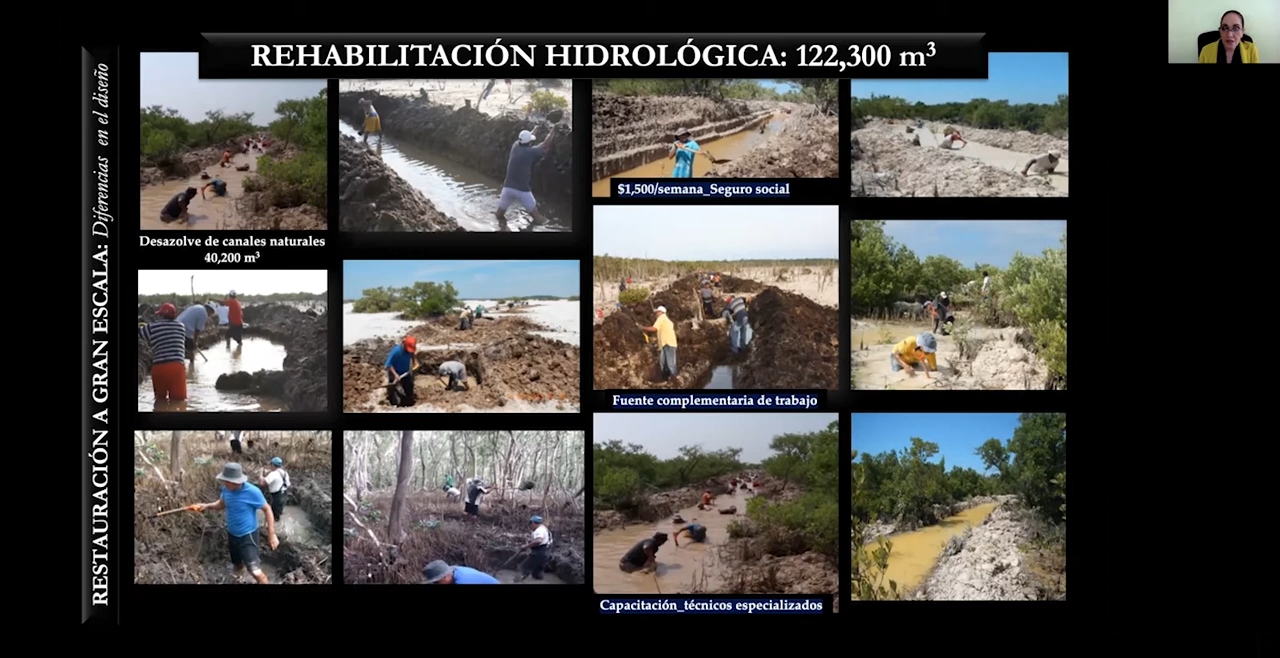 REHABILITACIÓN HIDROLÓGICA: 122,300 m³
RESTAURACIÓN A GRAN ESCALA: Diferencias en el diseño
$1,500/semana_Seguro social
Desazolve de canales naturales
40,200 m³
Fuente complementaria de trabajo
Capacitación_técnicos especializados